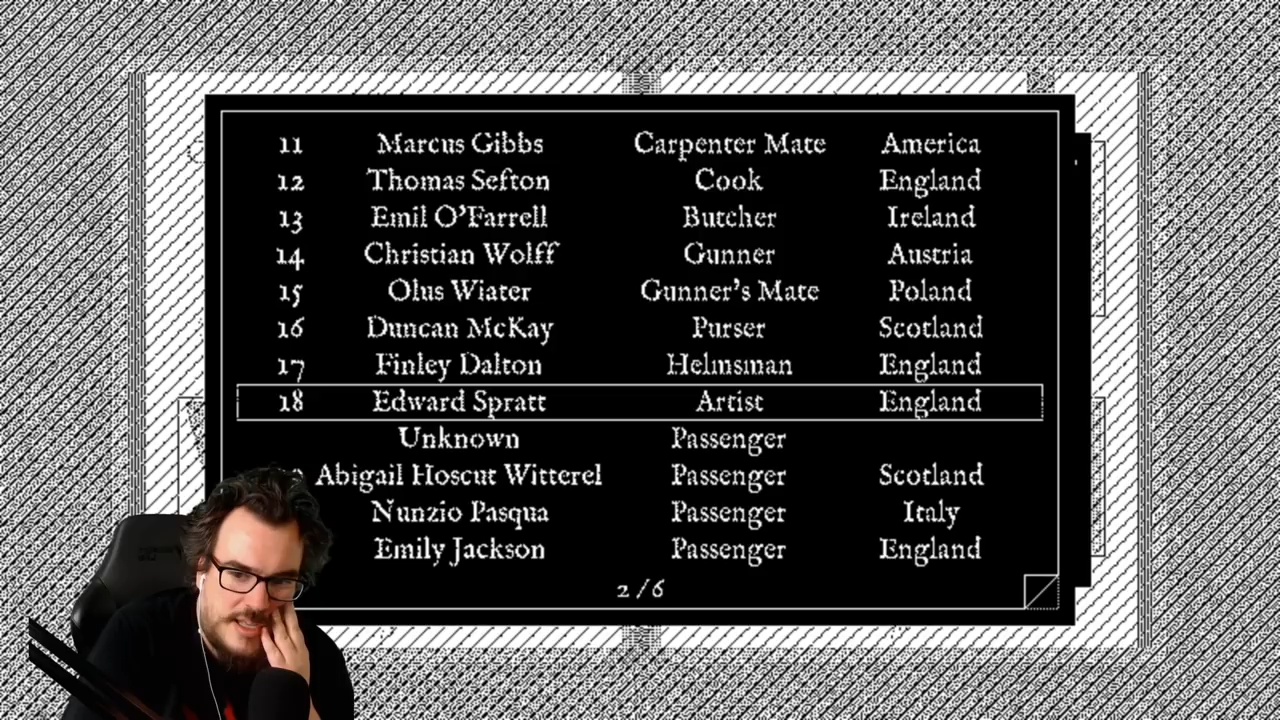 11 Marcus Gibbs Carpenter Mate America
12 Thomas Sefton Cook England
13 Emil O'Farrell Butcher Ireland
14 Christian Wolff Gunner Austria
15 Olus Wiater Gunner's Mate Poland
16 Duncan McKay Purser Scotland
17 Finley Dalton Helmsman England
18 Edward Spratt Artist England
Unknown Passenger
Abigail Hoscut Witterel Passenger Scotland
Nunzio Pasqua Passenger Italy
Emily Jackson Passenger England
2/6